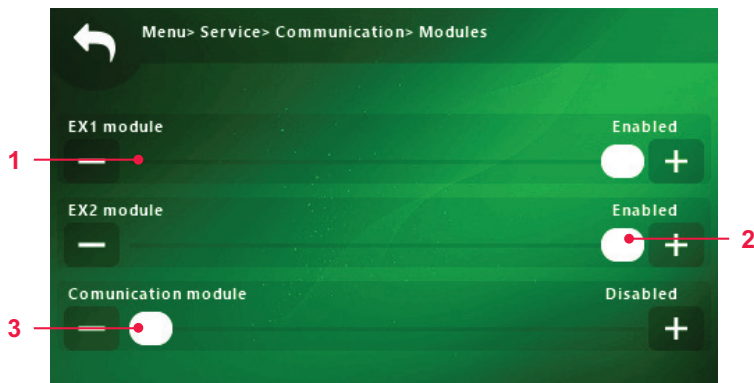 Menu> Service> Communication> Modules
EX1 module Enabled
1
EX2 module Enabled
2
Comunication module Disabled
3